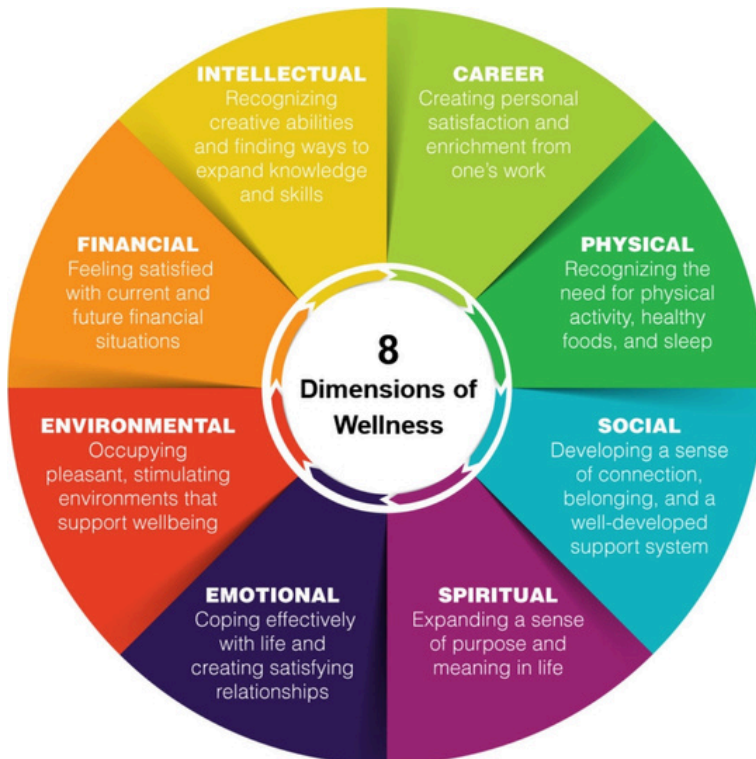 8
Dimensions of
Wellness
CAREER
Creating personal
satisfaction and
enrichment from
one's work
PHYSICAL
Recognizing the
need for physical
activity, healthy
foods, and sleep
SOCIAL
Developing a sense
of connection,
belonging, and a
well-developed
support system
SPIRITUAL
Expanding a sense
of purpose and
meaning in life
EMOTIONAL
Coping effectively
with life and
creating satisfying
relationships
ENVIRONMENTAL
Occupying
pleasant, stimulating
environments that
support wellbeing
FINANCIAL
Feeling satisfied
with current and
future financial
situations
INTELLECTUAL
Recognizing
creative abilities
and finding ways to
expand knowledge
and skills